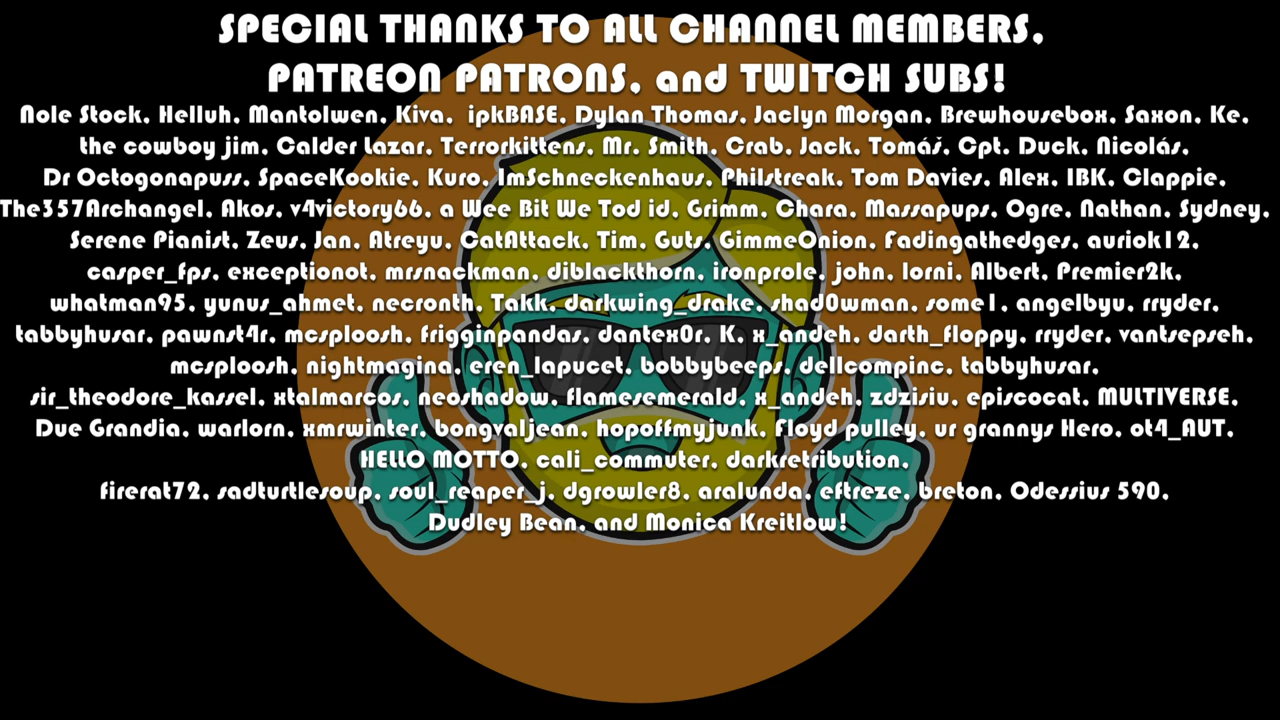 SPECIAL THANKS TO ALL CHANNEL MEMBERS,
PATREON PATRONS, and TWITCH SUBS!
Nole Stock, Helluh, Mantolwen, Kiva, ipkBASE, Dylan Thomas, Jaclyn Morgan, Brewhousebox, Saxon, Ke,
the cowboy jim, Calder Lazar, Terrorkittens, Mr. Smith, Crab, Jack, Tomáš, Cpt. Duck, Nicolás,
Dr Octogonapuss, SpaceKookie, Kuro, ImSchneckenhaus, Philstreak, Tom Davies, Alex, IBK, Clappie,
The357Archangel, Akos, v4victory66, a Wee Bit We Tod id, Grimm, Chara, Massapups, Ogre, Nathan, Sydney,
Serene Pianist, Zeus, Jan, Atreyu, CatAttack, Tim, Guts, GimmeOnion, Fadingathedges, auriok12,
casper_fps, exceptionot, mrsnackman, diblackthorn, ironprole, john, lorni, Albert, Premier2k,
whatman95, yunus_ahmet, necronth, Takk, darkwing_drake, shad0wman, some1, angelbyu, rryder,
tabbyhusar, pawnst4r, mcsploosh, frigginpandas, dantex0r, K, x_andeh, darth_floppy, rryder, vantsepseh,
mcsploosh, nightmagina, eren_lapucet, bobbybeeps, dellcompinc, tabbyhusar,
sir_theodore_kassel, xtalmarcos, neoshadow, flamesemerald, x_andeh, zdzisiu, episcocat, MULTIVERSE,
Due Grandia, warlorn, xmrwinter, bongvaljean, hopoffmyjunk, Floyd pulley, ur grannys Hero, ot4_AUT,
HELLO MOTTO, cali_commuter, darkretribution,
firerat72, sadturtlesoup, soul_reaper_j, dgrowler8, aralunda, eftreze, breton, Odessius 590,
Dudley Bean, and Monica Kreitlow!